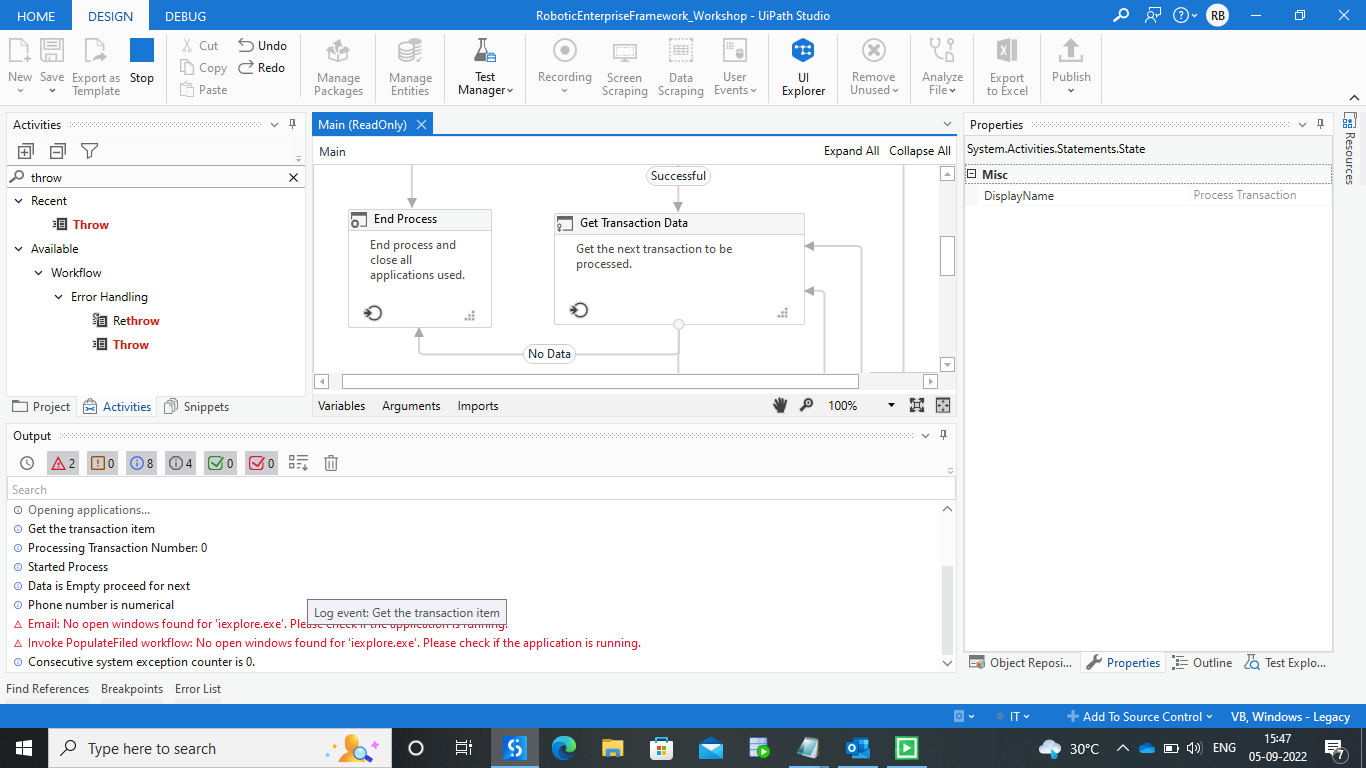 HOME DESIGN DEBUG RoboticEnterpriseFramework_Workshop - UiPath Studio RB
New Save Export as Template Stop
Cut Undo
Copy Redo
Paste
Manage Packages
Manage Entities
Test Manager
Recording
Screen Scraping
Data Scraping
User Events
UI Explorer
Remove Unused
Analyze File
Export to Excel
Publish
Activities
throw
Recent
Throw
Available
Workflow
Error Handling
Rethrow
Throw
Project Activities Snippets
Main (ReadOnly)
Main Expand All Collapse All
Successful
End Process
End process and
close all
applications used.
Get Transaction Data
Get the next transaction to be
processed.
No Data
Variables Arguments Imports 100%
Properties
System.Activities.Statements.State
Misc
DisplayName Process Transaction
Resources
Object Reposi... Properties Outline Test Explo...
Output
2 0 8 4 0 0
Search
Opening applications...
Get the transaction item
Processing Transaction Number: 0
Started Process
Data is Empty proceed for next
Phone number is numerical
Log event: Get the transaction item
Email: No open windows found for 'iexplore.exe'. Please check if the application is running.
Invoke PopulateFiled workflow: No open windows found for 'iexplore.exe'. Please check if the application is running.
Consecutive system exception counter is 0.
Find References Breakpoints Error List
IT Add To Source Control VB, Windows - Legacy
Type here to search
30°C ENG
15:47
05-09-2022
7